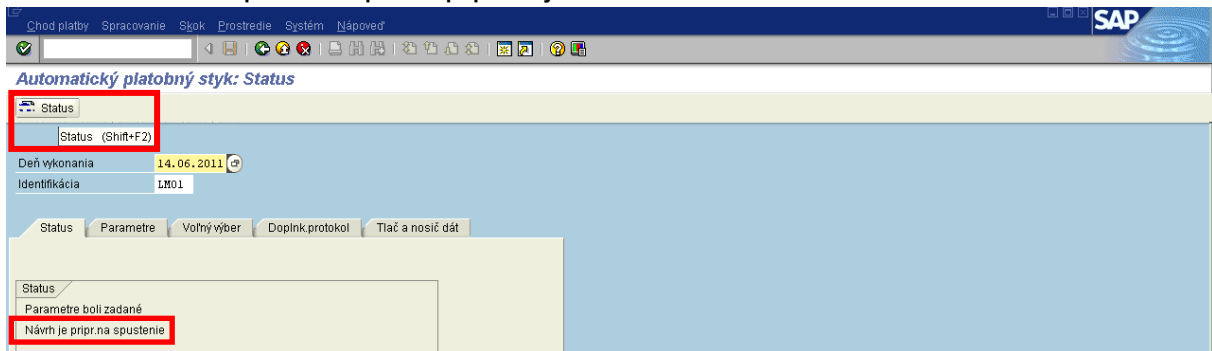 Chod platby Spracovanie Skok Prostredie Systém Nápoveď
SAP
Automatický platobný styk: Status
Status
Status (Shift+F2)
Deň vykonania 14.06.2011
Identifikácia LM01
Status Parametre Voľný výber Doplnk.protokol Tlač a nosič dát
Status
Parametre boli zadané
Návrh je pripr.na spustenie